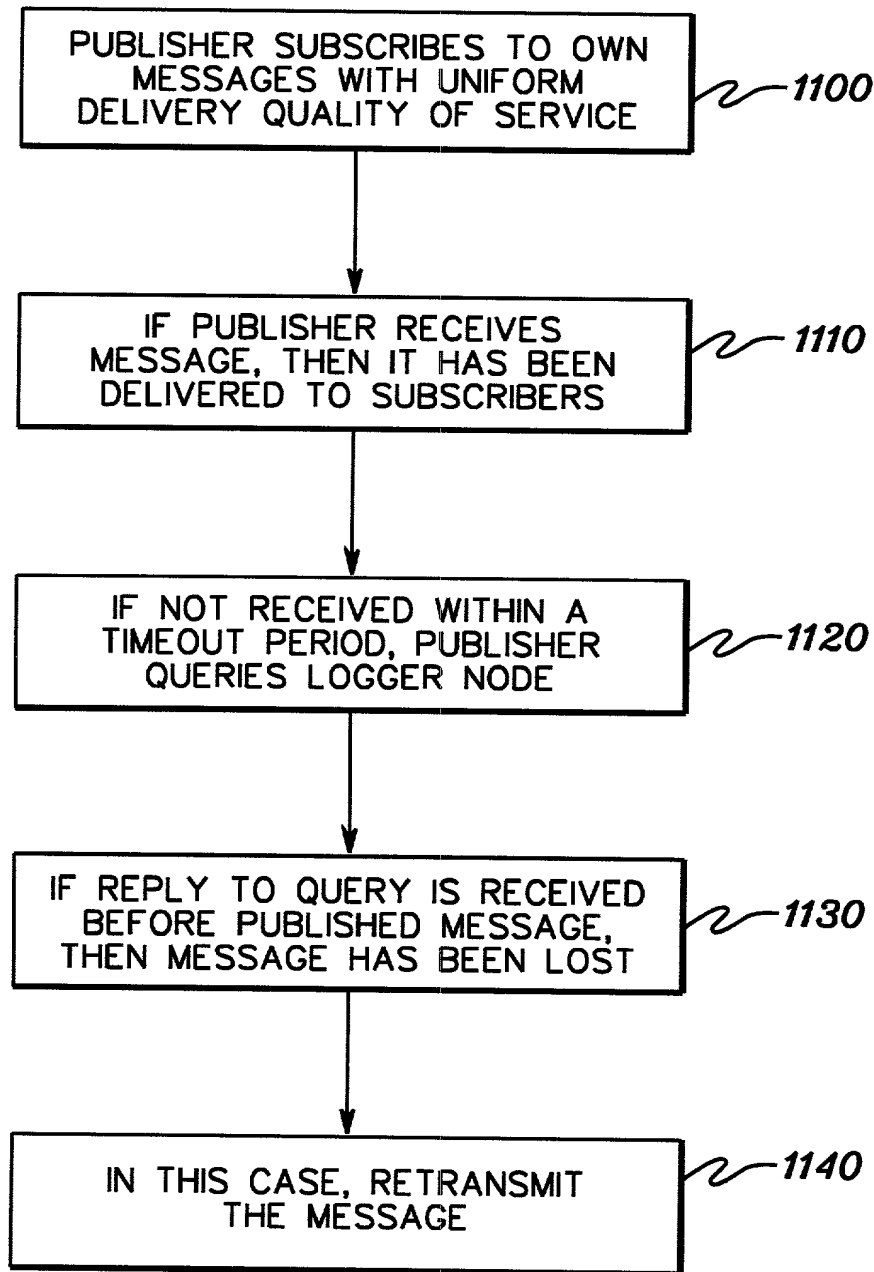 PUBLISHER SUBSCRIBES TO OWN
MESSAGES WITH UNIFORM
DELIVERY QUALITY OF SERVICE
1100
IF PUBLISHER RECEIVES
MESSAGE, THEN IT HAS BEEN
DELIVERED TO SUBSCRIBERS
1110
IF NOT RECEIVED WITHIN A
TIMEOUT PERIOD, PUBLISHER
QUERIES LOGGER NODE
1120
IF REPLY TO QUERY IS RECEIVED
BEFORE PUBLISHED MESSAGE,
THEN MESSAGE HAS BEEN LOST
1130
IN THIS CASE, RETRANSMIT
THE MESSAGE
1140